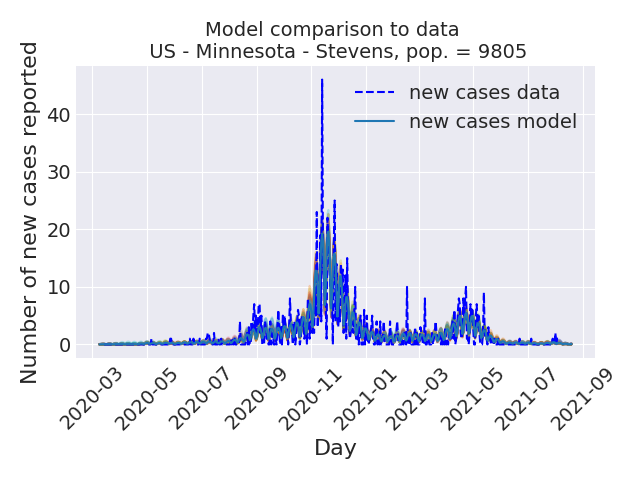 Model comparison to data
US - Minnesota - Stevens, pop. = 9805
Number of new cases reported
40
30
20
10
0
new cases data
new cases model
2020-03
2020-05
2020-07
2020-09
2020-11
2021-01
2021-03
2021-05
2021-07
2021-09
Day